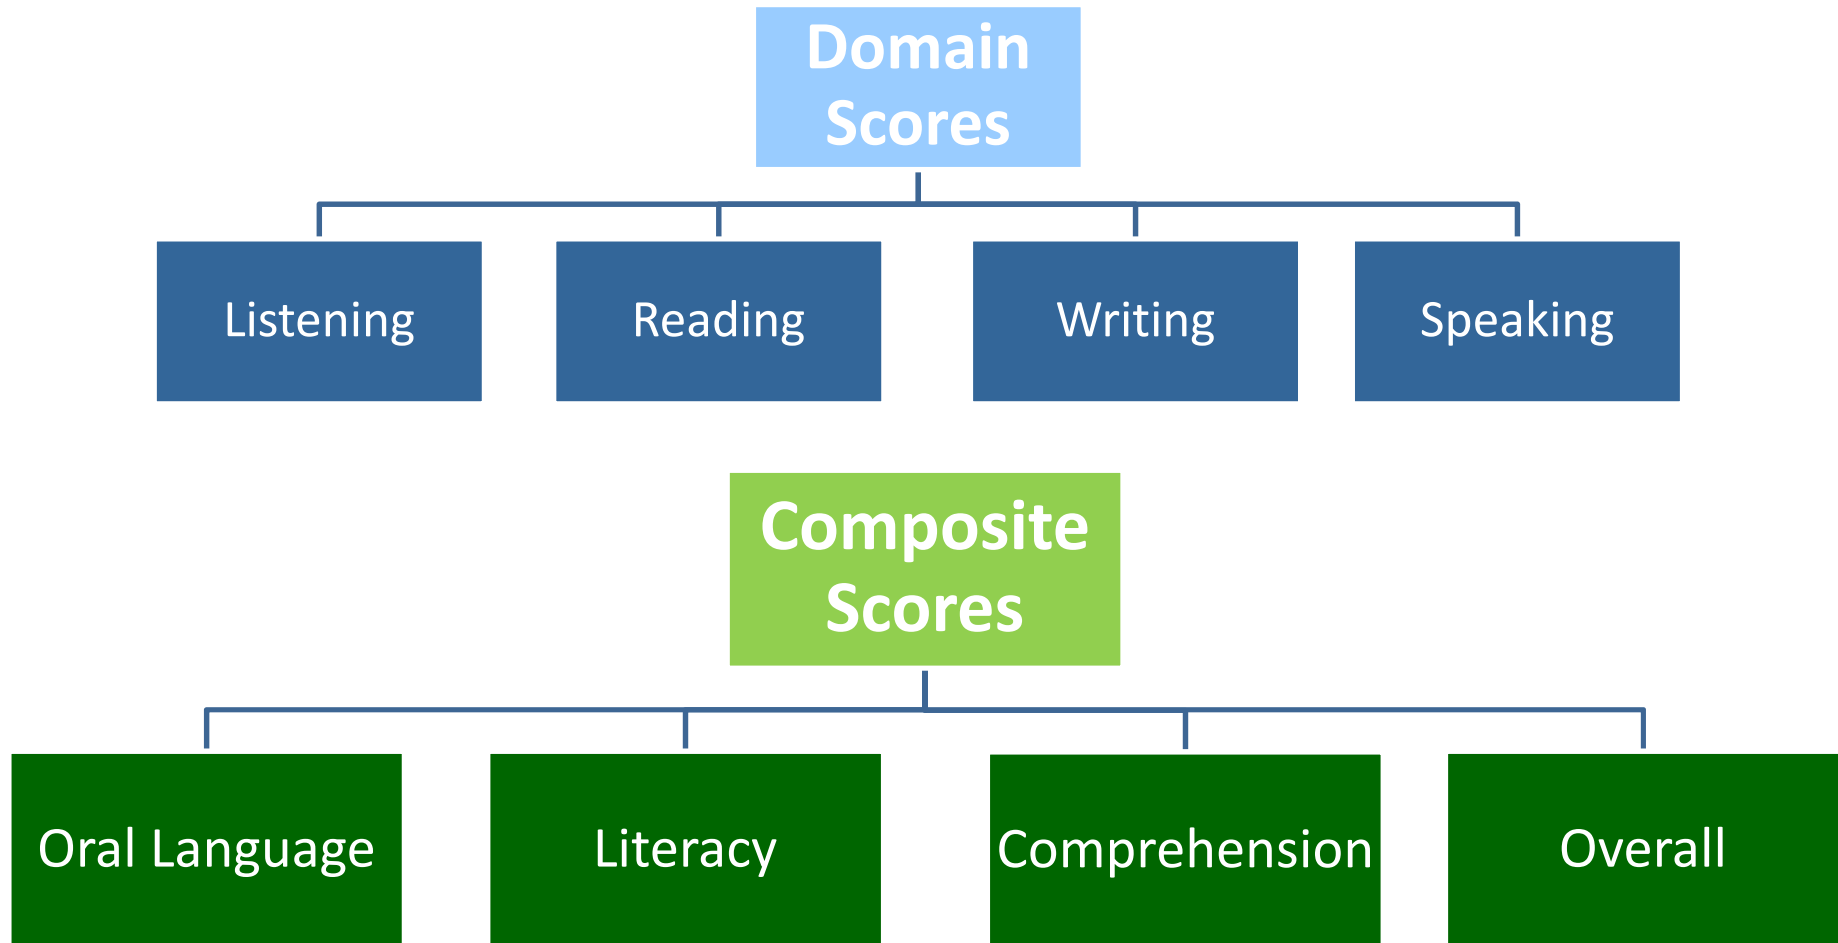 Domain
Scores
Listening
Reading
Writing
Speaking
Composite
Scores
Oral Language
Literacy
Comprehension
Overall